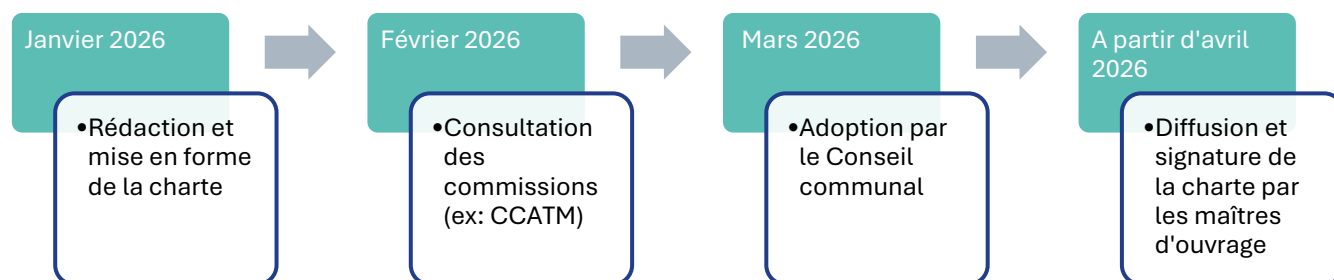 Janvier 2026
•Rédaction et
mise en forme
de la charte
Février 2026
•Consultation
des
commissions
(ex: CCATM)
Mars 2026
•Adoption par
le Conseil
communal
A partir d'avril
2026
•Diffusion et
signature de
la charte par
les maîtres
d'ouvrage